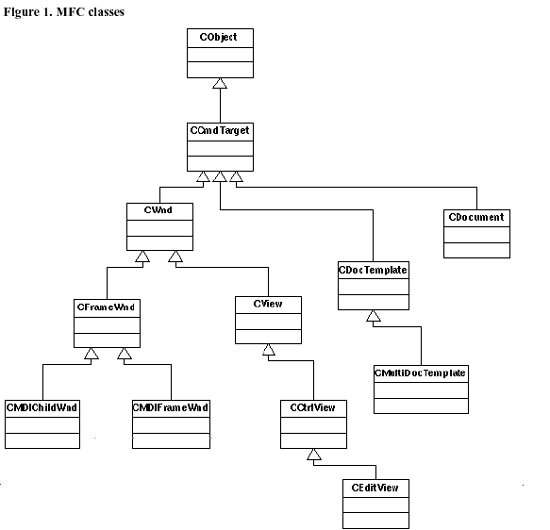 Figure 1. MFC classes
CObject
CCmdTarget
CWnd
CDocument
CDocTemplate
CFrameWnd
CView
CMultiDocTemplate
CMDIChildWnd
CMDIFrameWnd
CCtrlView
CEditView